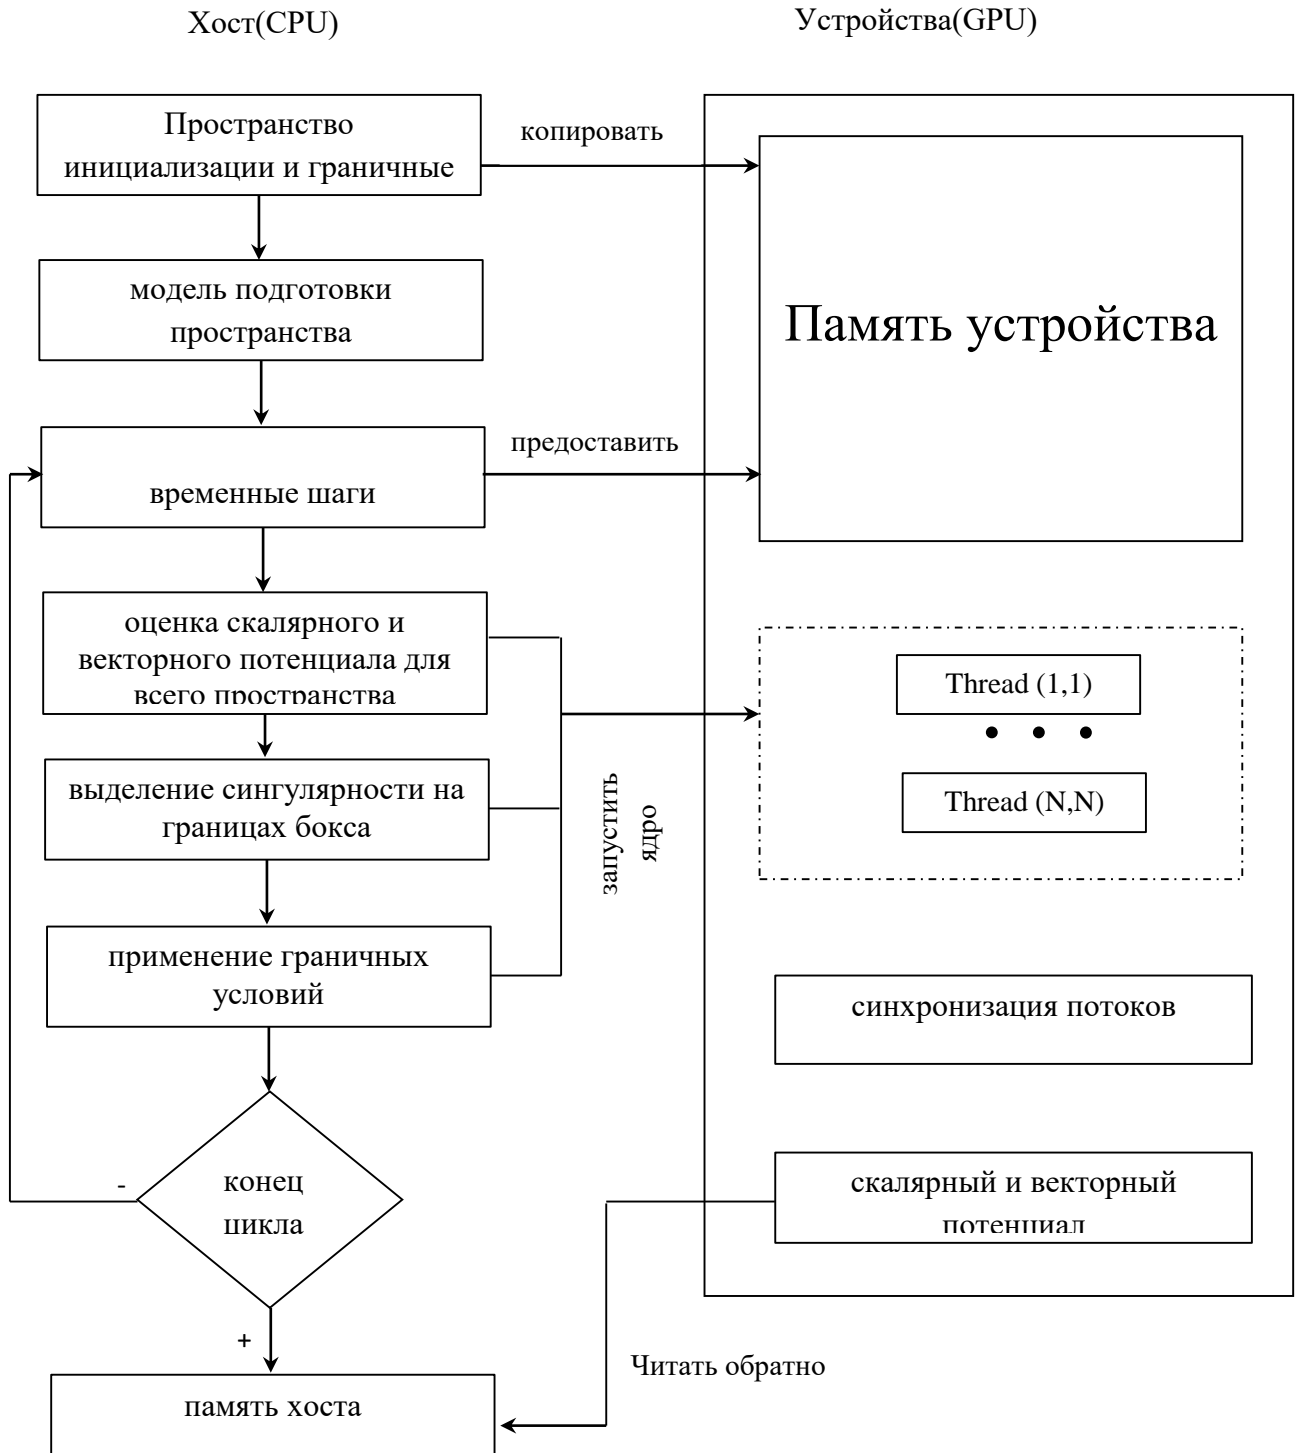 Хост(CPU)
Устройства(GPU)
Пространство
инициализации и граничные
копировать
модель подготовки
пространства
Память устройства
предоставить
временные шаги
оценка скалярного и
векторного потенциала для
всего пространства
Thread (1,1)
• • •
Thread (N,N)
запустить
ядро
выделение сингулярности на
границах бокса
применение граничных
условий
синхронизация потоков
-
конец
цикла
скалярный и векторный
потенциал
+
Читать обратно
память хоста